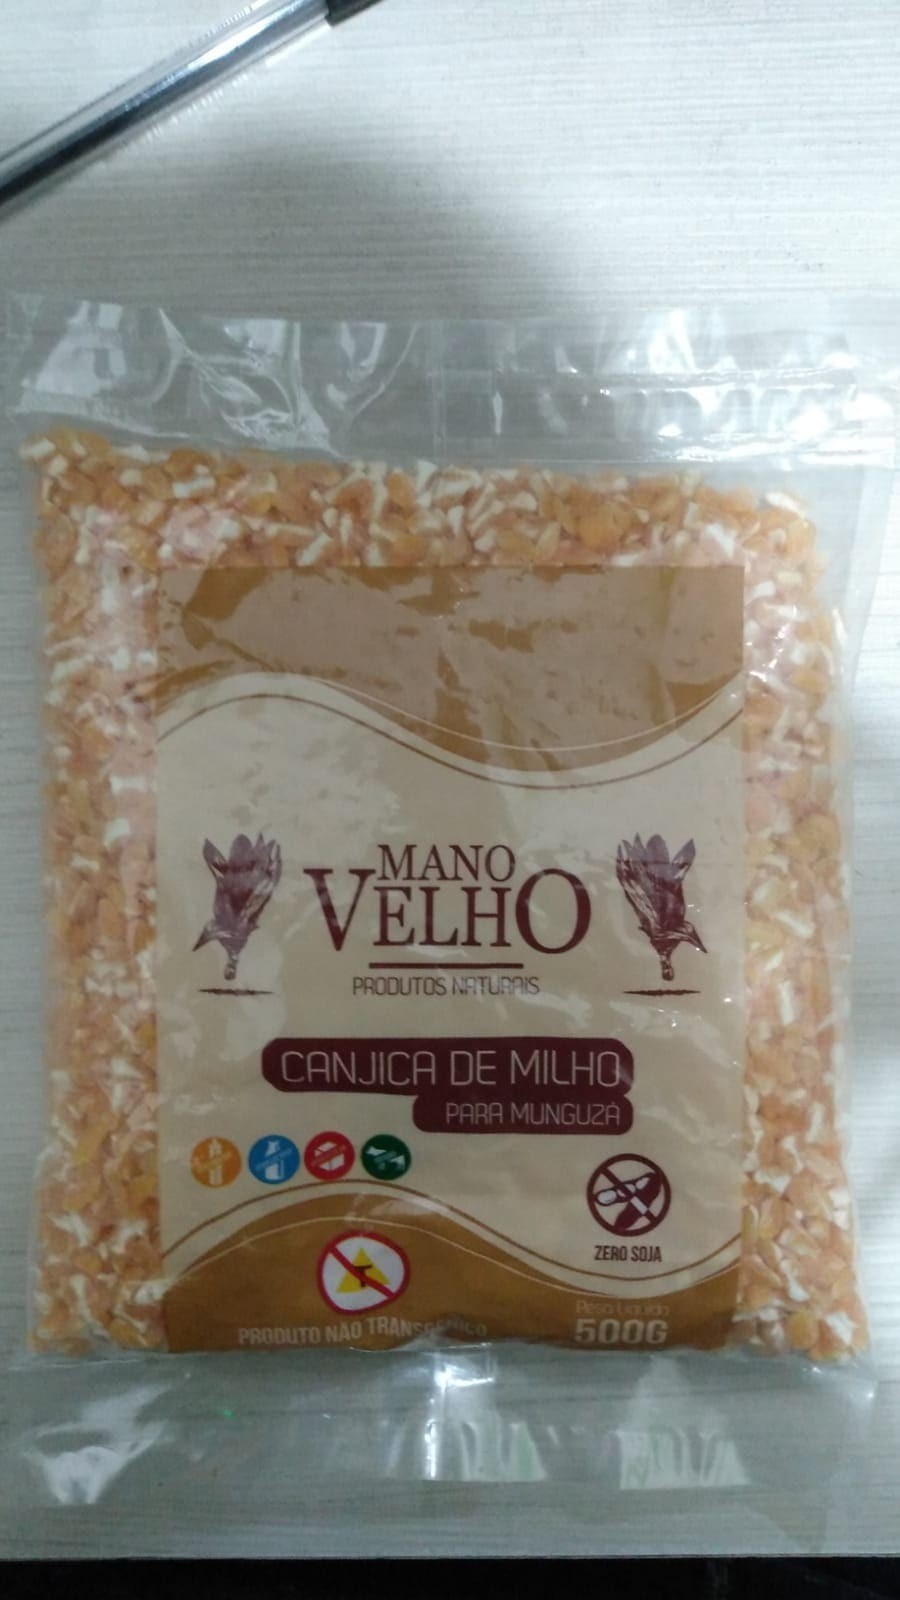 MANO
VELHO
PRODUTOS NATURAIS
CANJICA DE MILHO
PARA MUNGUZÁ
ZERO SOJA
PRODUTO NÃO TRANSGÊNICO
Peso Líquido
500G